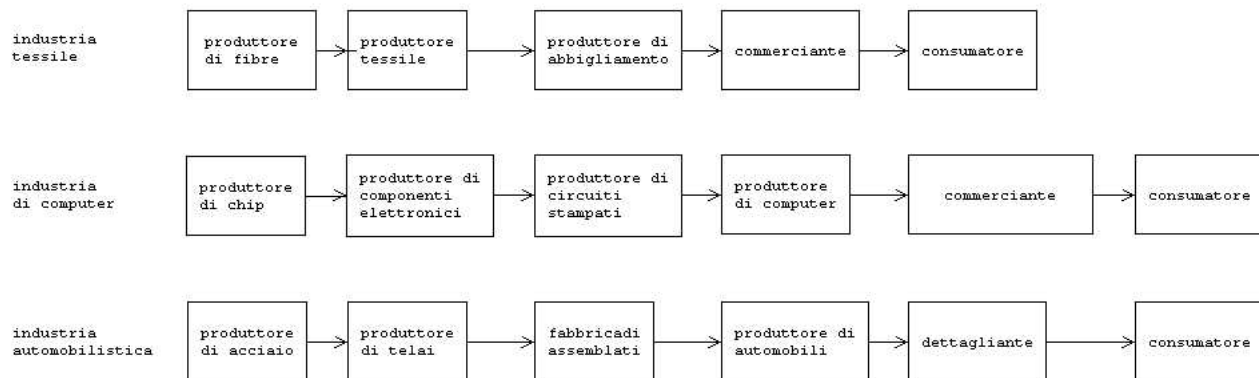 industria
tessile
produttore
di fibre
produttore
tessile
produttore di
abbigliamento
commerciante
consumatore
industria
di computer
produttore
di chip
produttore di
componenti
elettronici
produttore di
circuiti
stampati
produttore
di computer
commerciante
consumatore
industria
automobilistica
produttore
di acciaio
produttore
di telai
fabbricadi
assemblati
produttore di
automobili
dettagliante
consumatore